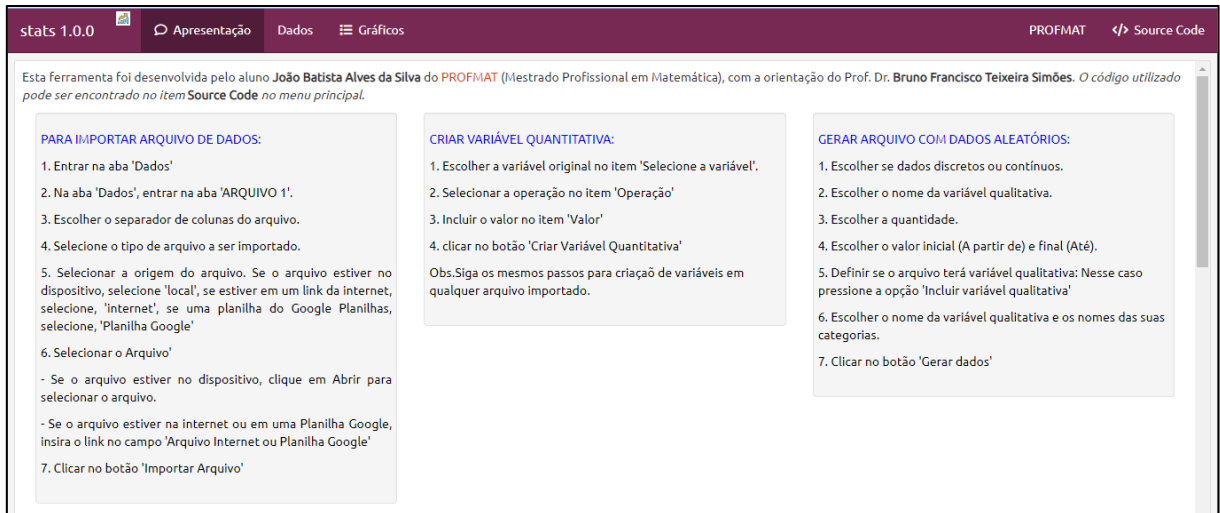 stats 1.0.0 Apresentação Dados Gráficos PROFMAT </> Source Code
Esta ferramenta foi desenvolvida pelo aluno João Batista Alves da Silva do PROFMAT (Mestrado Profissional em Matemática), com a orientação do Prof. Dr. Bruno Francisco Teixeira Simões. O código utilizado
pode ser encontrado no item Source Code no menu principal.
PARA IMPORTAR ARQUIVO DE DADOS:
1. Entrar na aba 'Dados'
2. Na aba 'Dados', entrar na aba 'ARQUIVO 1'.
3. Escolher o separador de colunas do arquivo.
4. Selecione o tipo de arquivo a ser importado.
5. Selecionar a origem do arquivo. Se o arquivo estiver no
dispositivo, selecione 'local', se estiver em um link da internet,
selecione, 'internet', se uma planilha do Google Planilhas,
selecione, 'Planilha Google'
6. Selecionar o Arquivo'
- Se o arquivo estiver no dispositivo, clique em Abrir para
selecionar o arquivo.
- Se o arquivo estiver na internet ou em uma Planilha Google,
insira o link no campo 'Arquivo Internet ou Planilha Google'
7. Clicar no botão 'Importar Arquivo'
CRIAR VARIÁVEL QUANTITATIVA:
1. Escolher a variável original no item 'Selecione a variável'.
2. Selecionar a operação no item 'Operação'
3. Incluir o valor no item 'Valor'
4. clicar no botão 'Criar Variável Quantitativa'
Obs.Siga os mesmos passos para criaçaõ de variáveis em
qualquer arquivo importado.
GERAR ARQUIVO COM DADOS ALEATÓRIOS:
1. Escolher se dados discretos ou contínuos.
2. Escolher o nome da variável qualitativa.
3. Escolher a quantidade.
4. Escolher o valor inicial (A partir de) e final (Até).
5. Definir se o arquivo terá variável qualitativa: Nesse caso
pressione a opção 'Incluir variável qualitativa'
6. Escolher o nome da variável qualitativa e os nomes das suas
categorias.
7. Clicar no botão 'Gerar dados'